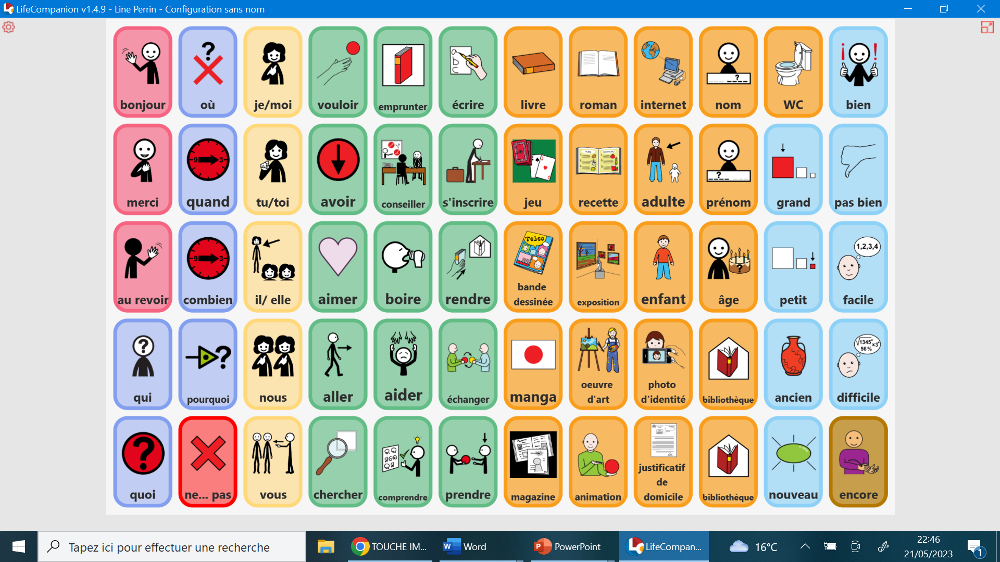 LifeCompanion v1.4.9 - Line Perrin - Configuration sans nom
bonjour
où
je/moi
vouloir
emprunter
écrire
livre
roman
internet
nom
WC
bien
merci
quand
tu/toi
avoir
conseiller
s'inscrire
jeu
recette
adulte
prénom
grand
pas bien
au revoir
combien
il/ elle
aimer
boire
rendre
bande
dessinée
exposition
enfant
âge
petit
1,2,3,4
facile
qui
pourquoi
nous
aller
aider
échanger
manga
oeuvre
d'art
photo
d'identité
bibliothèque
ancien
difficile
quoi
ne... pas
vous
chercher
comprendre
prendre
magazine
animation
justificatif
de
domicile
bibliothèque
nouveau
encore
Tapez ici pour effectuer une recherche
TOUCHE IM...
Word
PowerPoint
LifeCompan...
16°C
22:46
21/05/2023
1